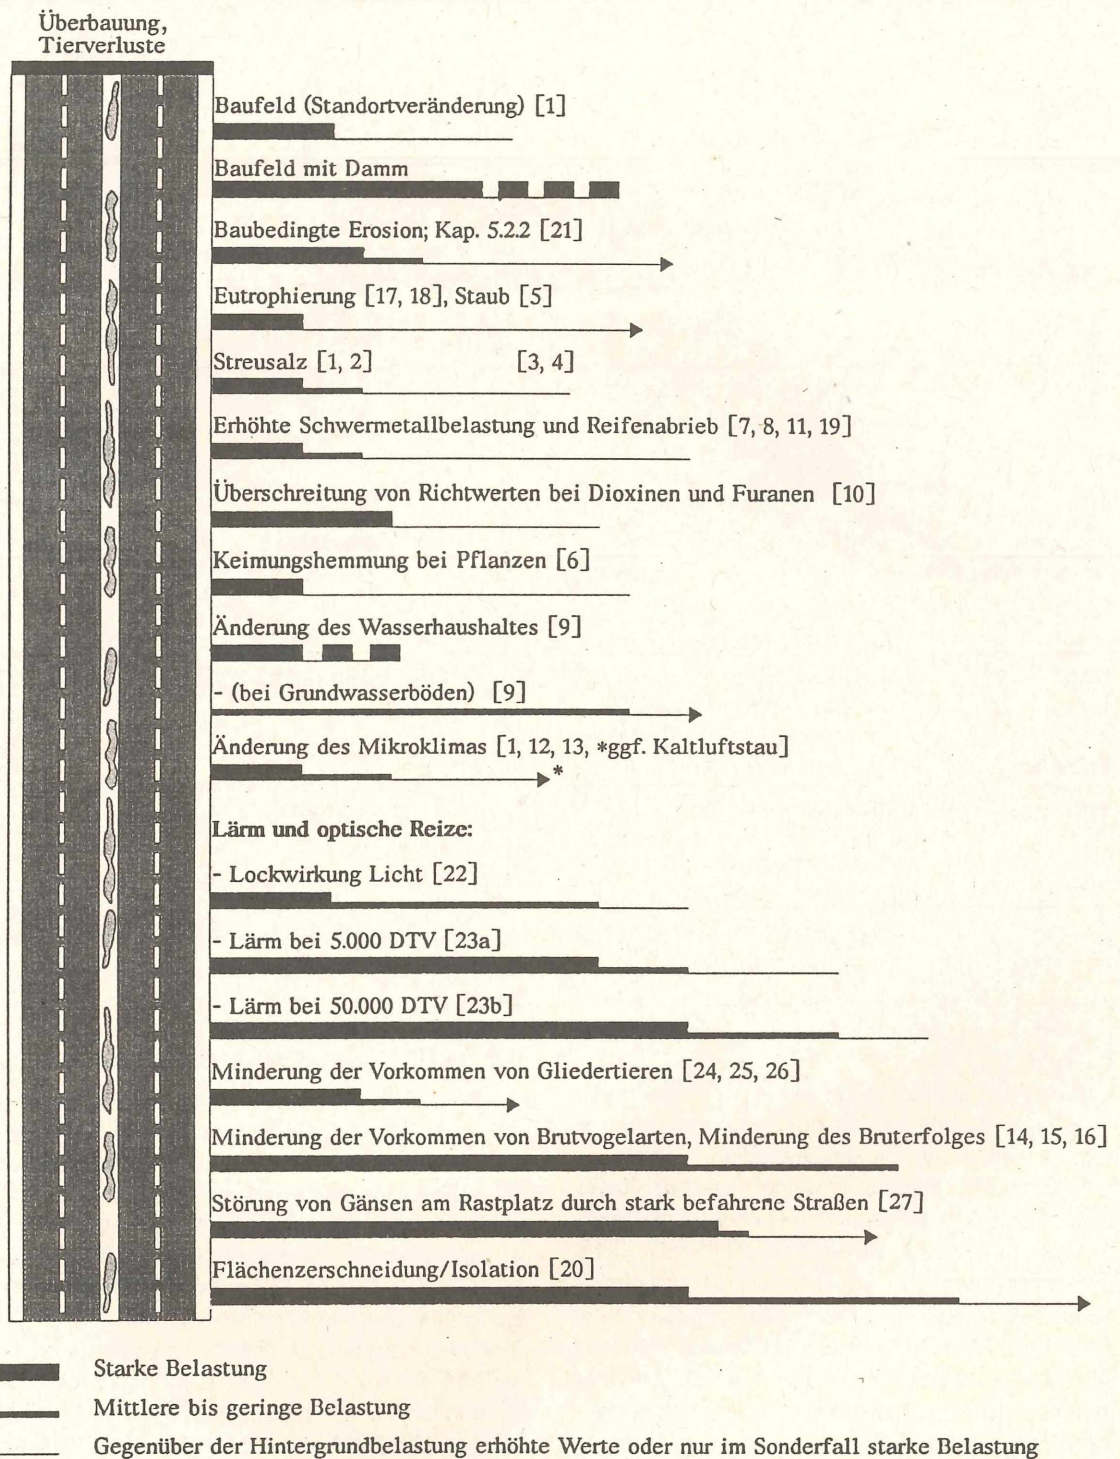 Überbauung,
Tierverluste
Baufeld (Standortveränderung) [1]
Baufeld mit Damm
Baubedingte Erosion; Kap. 5.2.2 [21]
Eutrophierung [17, 18], Staub [5]
Streusalz [1, 2] [3, 4]
Erhöhte Schwermetallbelastung und Reifenabrieb [7, 8, 11, 19]
Überschreitung von Richtwerten bei Dioxinen und Furanen [10]
Keimungshemmung bei Pflanzen [6]
Änderung des Wasserhaushaltes [9]
- (bei Grundwasserböden) [9]
Änderung des Mikroklimas [1, 12, 13, *ggf. Kaltluftstau]
*
Lärm und optische Reize:
- Lockwirkung Licht [22]
- Lärm bei 5.000 DTV [23a]
- Lärm bei 50.000 DTV [23b]
Minderung der Vorkommen von Gliedertieren [24, 25, 26]
Minderung der Vorkommen von Brutvogelarten, Minderung des Bruterfolges [14, 15, 16]
Störung von Gänsen am Rastplatz durch stark befahrene Straßen [27]
Flächenzerschneidung/Isolation [20]
Starke Belastung
Mittlere bis geringe Belastung
Gegenüber der Hintergrundbelastung erhöhte Werte oder nur im Sonderfall starke Belastung